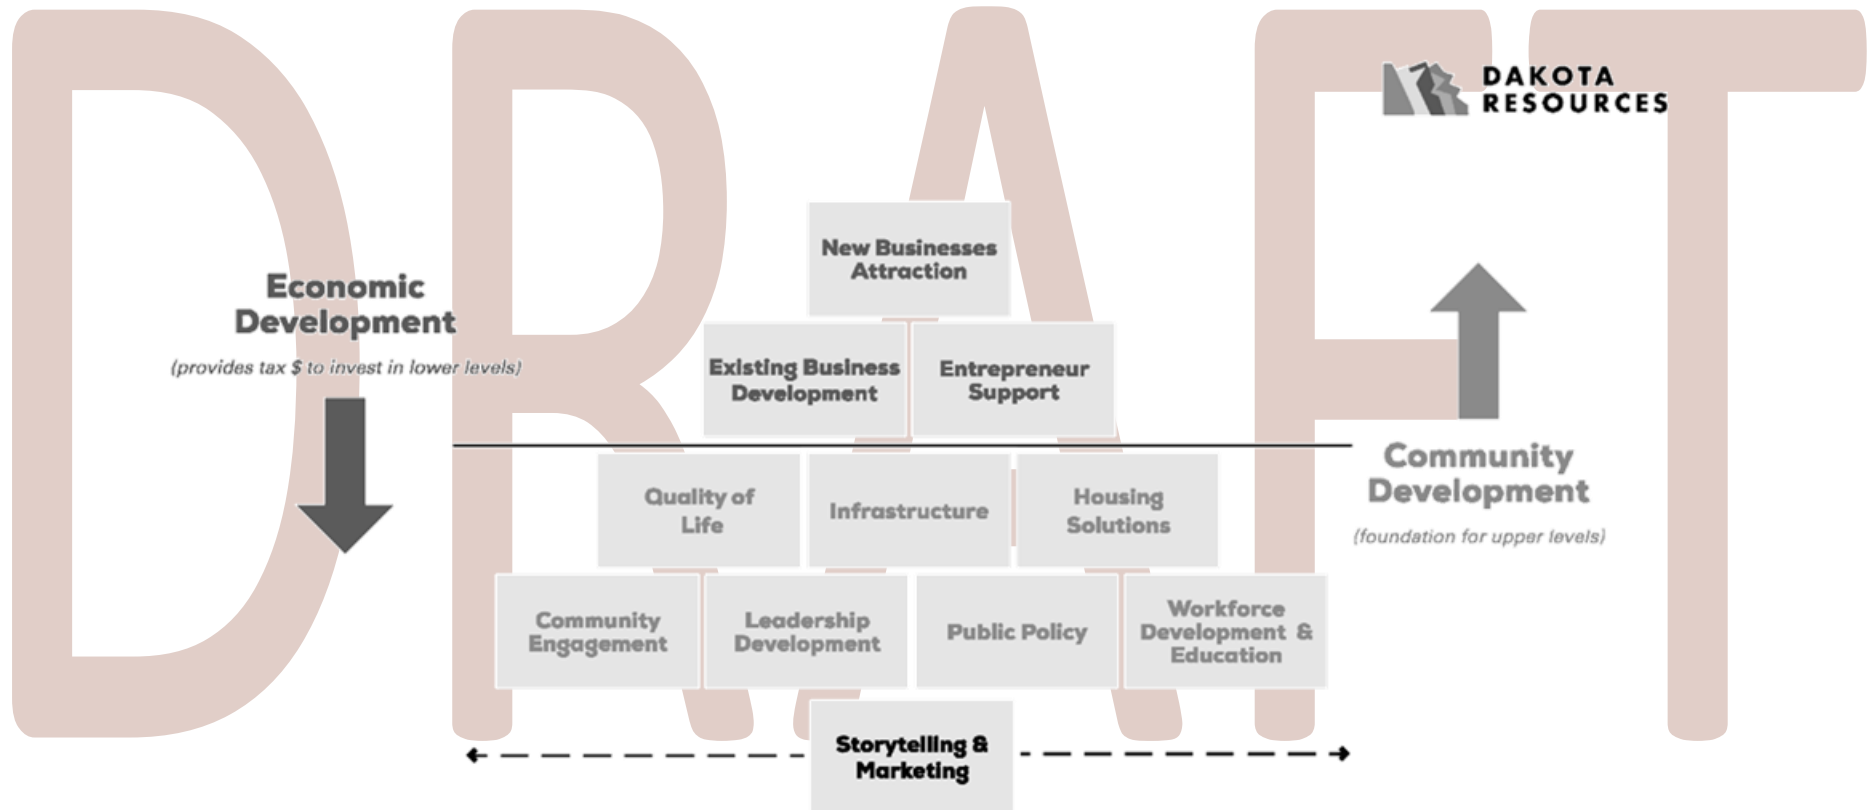 DRAFT
DAKOTA
RESOURCES
New Businesses
Attraction
Economic
Development
(provides tax $ to invest in lower levels)
Existing Business
Development
Entrepreneur
Support
Community
Development
(foundation for upper levels)
Quality of
Life
Infrastructure
Housing
Solutions
Community
Engagement
Leadership
Development
Public Policy
Workforce
Development &
Education
Storytelling &
Marketing